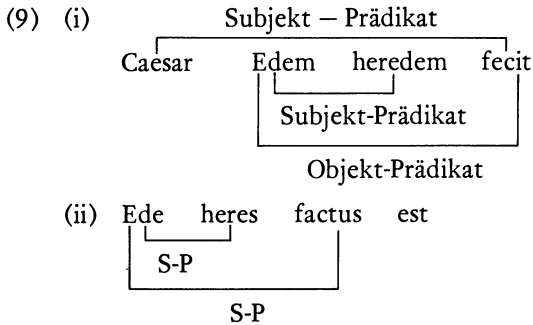 (9) (i) Subjekt – Prädikat
Caesar Edem heredem fecit
Subjekt-Prädikat
Objekt-Prädikat
(ii) Ede heres factus est
S-P
S-P